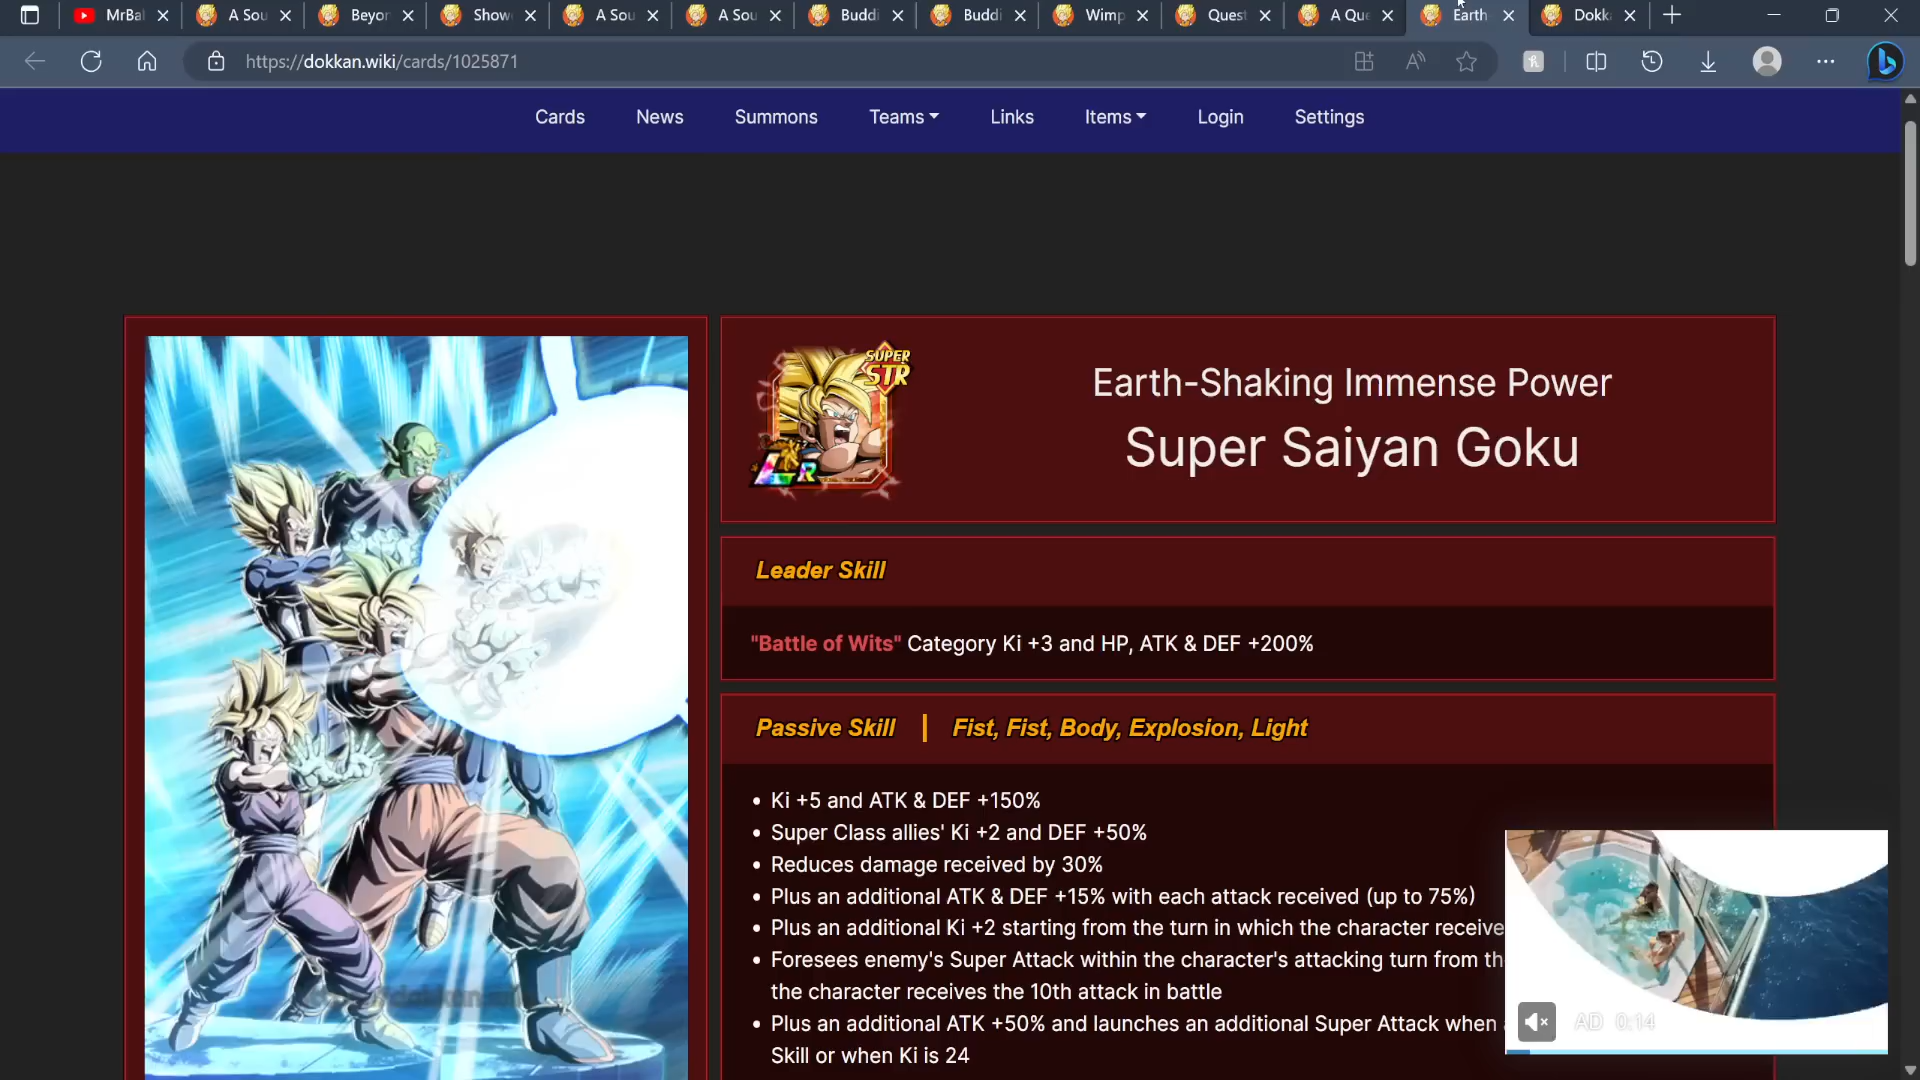 MrBal
A Sou
Beyor
Show
A Sou
A Sou
Buddi
Buddi
Wimp
Quest
A Que
Earth
Dokka
https://dokkan.wiki/cards/1025871
Cards News Summons Teams Links Items Login Settings
SUPER
STR
LR
Earth-Shaking Immense Power
Super Saiyan Goku
Leader Skill
"Battle of Wits" Category Ki +3 and HP, ATK & DEF +200%
Passive Skill | Fist, Fist, Body, Explosion, Light
Ki +5 and ATK & DEF +150%
Super Class allies' Ki +2 and DEF +50%
Reduces damage received by 30%
Plus an additional ATK & DEF +15% with each attack received (up to 75%)
Plus an additional Ki +2 starting from the turn in which the character receive
Foresees enemy's Super Attack within the character's attacking turn from th
the character receives the 10th attack in battle
Plus an additional ATK +50% and launches an additional Super Attack when
Skill or when Ki is 24
AD 0:14